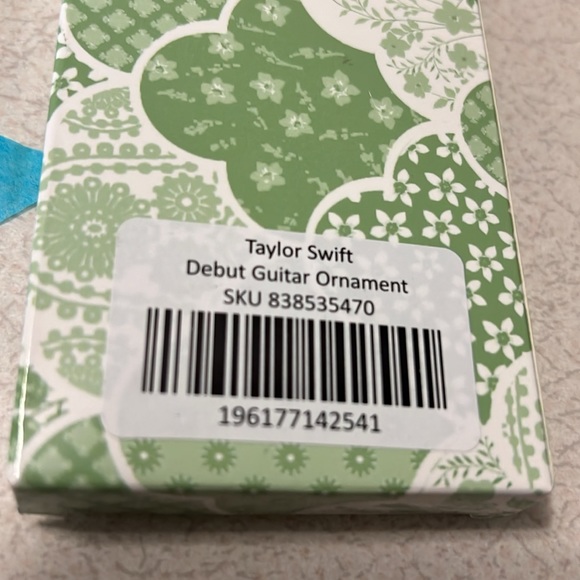 Taylor Swift
Debut Guitar Ornament
SKU 838535470
196177142541